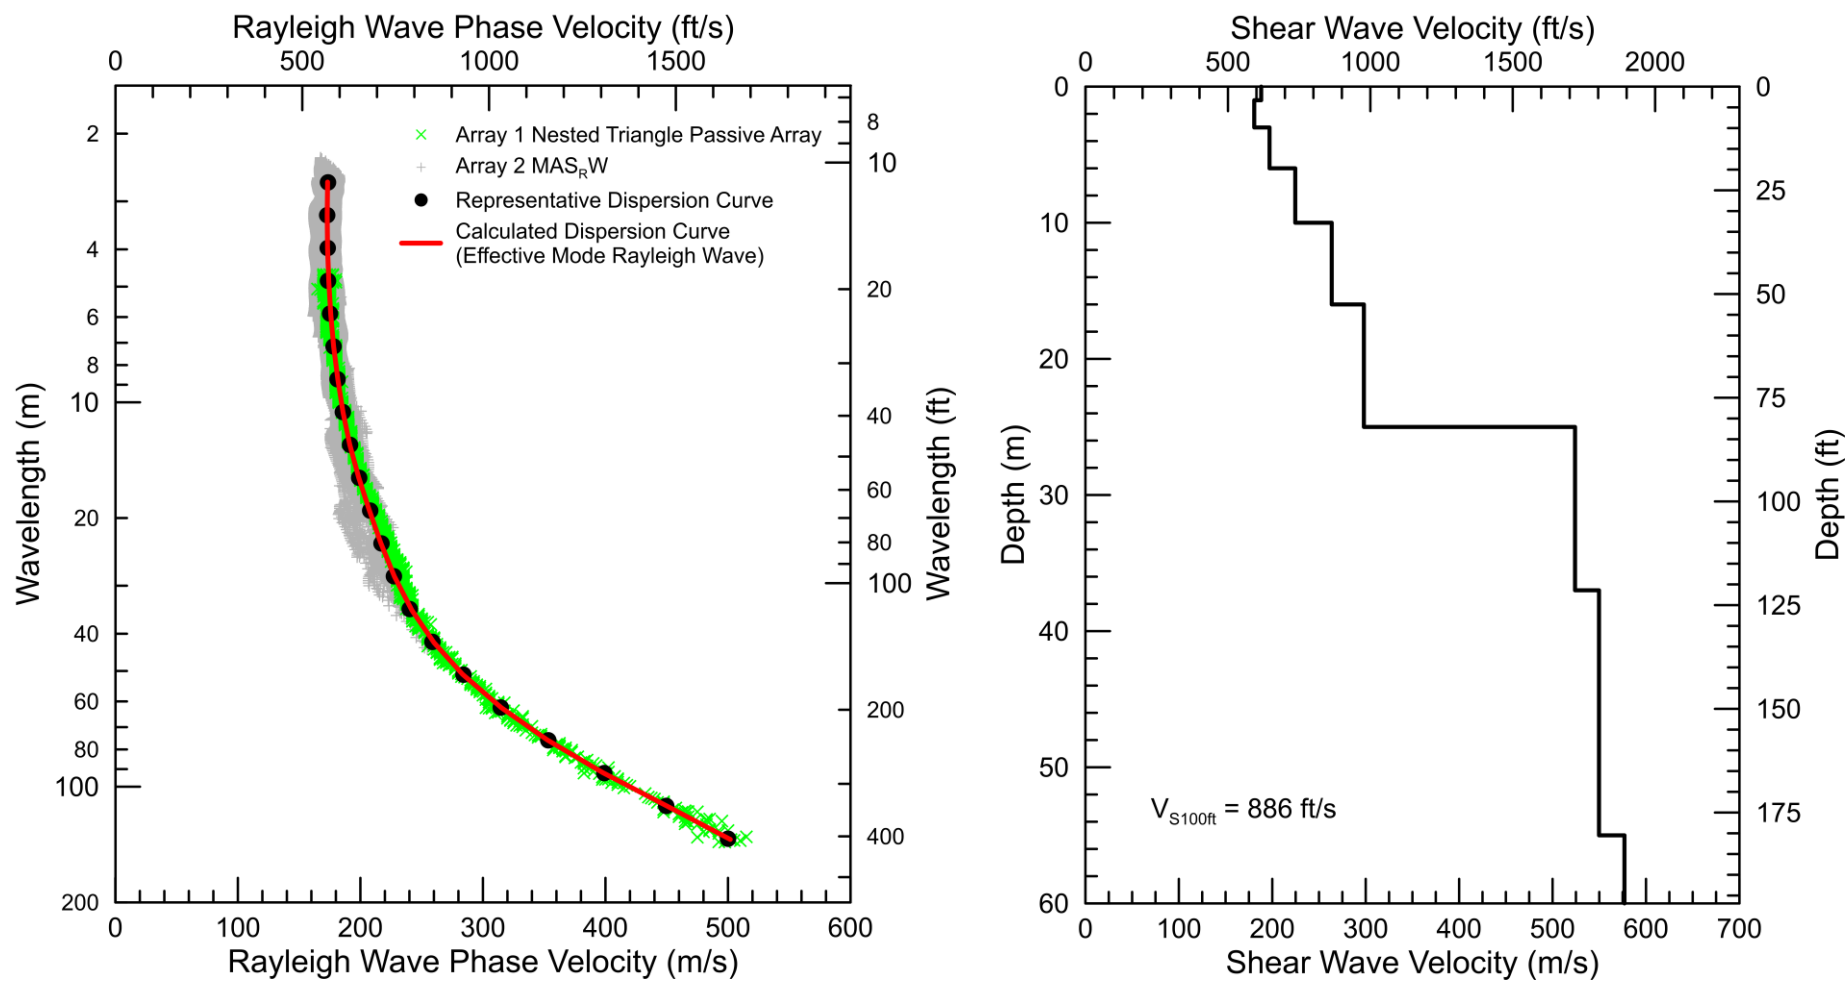 Rayleigh Wave Phase Velocity (ft/s)
0 500 1000 1500
2
4
6
8
10
20
40
60
80
100
200
Wavelength (m)
Array 1 Nested Triangle Passive Array
Array 2 MASRW
Representative Dispersion Curve
Calculated Dispersion Curve
(Effective Mode Rayleigh Wave)
8
10
20
40
60
80
100
200
400
Wavelength (ft)
0 100 200 300 400 500 600
Rayleigh Wave Phase Velocity (m/s)
Shear Wave Velocity (ft/s)
0 500 1000 1500 2000
0
10
20
30
40
50
60
Depth (m)
VS100ft = 886 ft/s
0
25
50
75
100
125
150
175
Depth (ft)
0 100 200 300 400 500 600 700
Shear Wave Velocity (m/s)